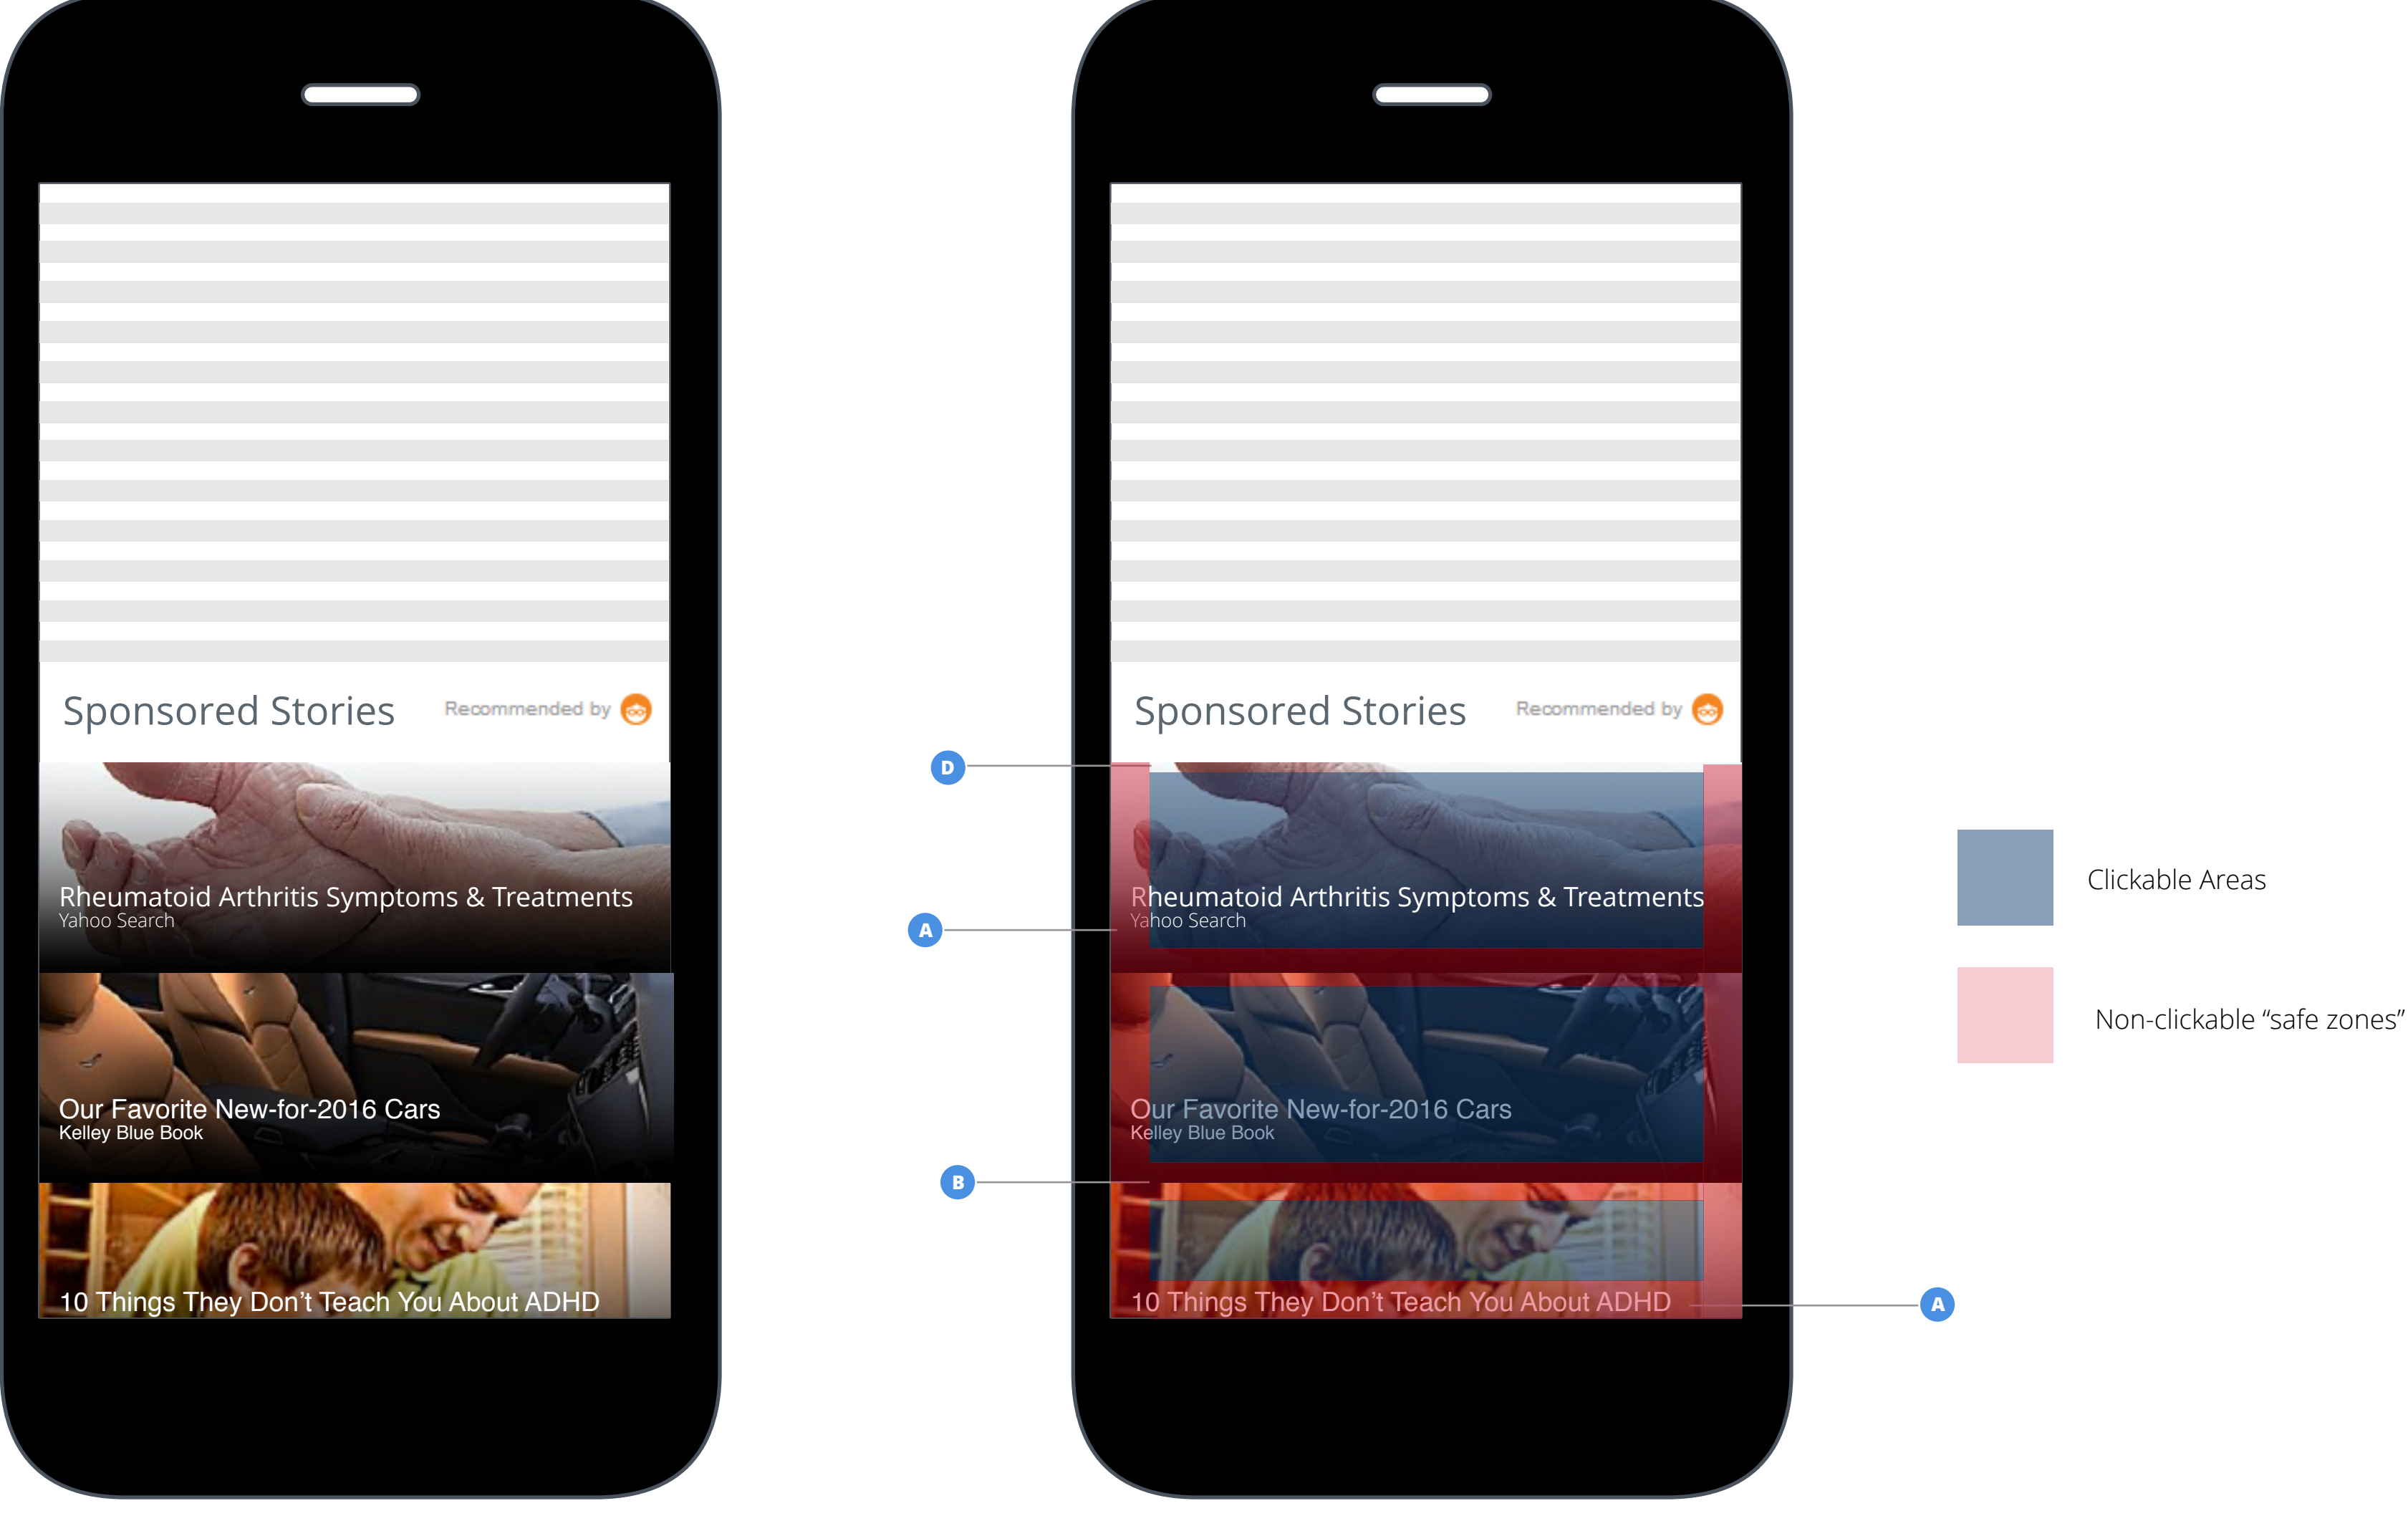 Sponsored Stories
Recommended by
Rheumatoid Arthritis Symptoms & Treatments
Yahoo Search
Our Favorite New-for-2016 Cars
Kelley Blue Book
10 Things They Don’t Teach You About ADHD
Sponsored Stories
Recommended by
D
Rheumatoid Arthritis Symptoms & Treatments
Yahoo Search
A
Our Favorite New-for-2016 Cars
Kelley Blue Book
B
10 Things They Don’t Teach You About ADHD
A
Clickable Areas
Non-clickable “safe zones”